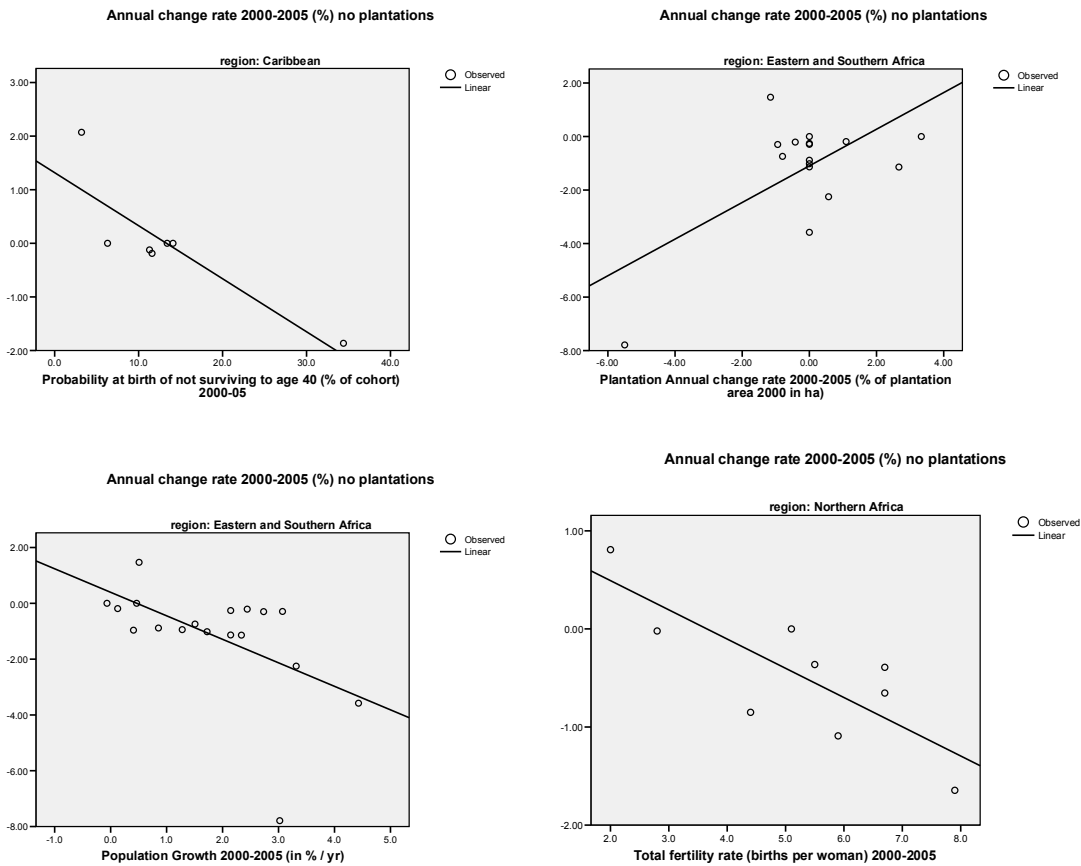 Annual change rate 2000-2005 (%) no plantations
region: Caribbean
Observed
Linear
3.00
2.00
1.00
0.00
-1.00
-2.00
0.0 10.0 20.0 30.0 40.0
Probability at birth of not surviving to age 40 (% of cohort)
2000-05
Annual change rate 2000-2005 (%) no plantations
region: Eastern and Southern Africa
Observed
Linear
2.00
0.00
-2.00
-4.00
-6.00
-8.00
-6.00 -4.00 -2.00 0.00 2.00 4.00
Plantation Annual change rate 2000-2005 (% of plantation
area 2000 in ha)
Annual change rate 2000-2005 (%) no plantations
region: Eastern and Southern Africa
Observed
Linear
2.00
0.00
-2.00
-4.00
-6.00
-8.00
-1.0 0.0 1.0 2.0 3.0 4.0 5.0
Population Growth 2000-2005 (in % / yr)
Annual change rate 2000-2005 (%) no plantations
region: Northern Africa
Observed
Linear
1.00
0.00
-1.00
-2.00
2.0 3.0 4.0 5.0 6.0 7.0 8.0
Total fertility rate (births per woman) 2000-2005